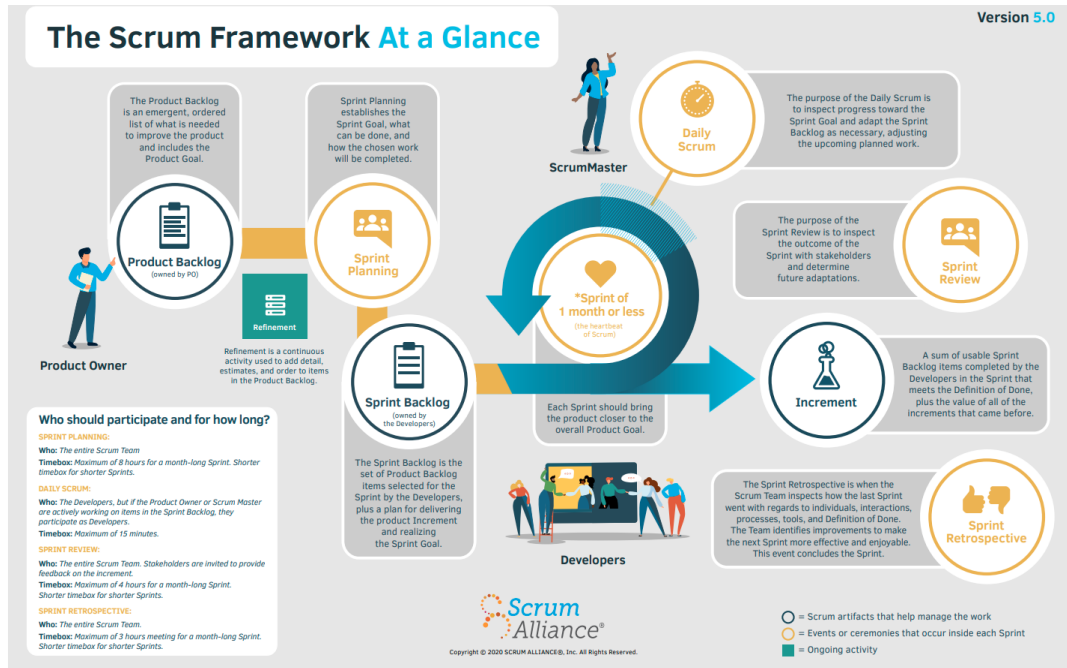 The Scrum Framework At a Glance
Version 5.0
The Product Backlog
is an emergent, ordered
list of what is needed
to improve the product
and includes the
Product Goal.
Product Backlog
(owned by PO)
Product Owner
Sprint Planning
establishes the
Sprint Goal, what
can be done, and
how the chosen work
will be completed.
Sprint
Planning
Refinement
Refinement is a continuous
activity used to add detail,
estimates, and order to items
in the Product Backlog.
Sprint Backlog
(owned by
the Developers)
The Sprint Backlog is the
set of Product Backlog
items selected for the
Sprint by the Developers,
plus a plan for delivering
the product Increment
and realizing
the Sprint Goal.
ScrumMaster
Daily
Scrum
The purpose of the Daily Scrum is
to inspect progress toward the
Sprint Goal and adapt the Sprint
Backlog as necessary, adjusting
the upcoming planned work.
*Sprint of
1 month or less
(the heartbeat
of Scrum)
Each Sprint should bring
the product closer to the
overall Product Goal.
Developers
The purpose of the
Sprint Review is to inspect
the outcome of the
Sprint with stakeholders
and determine
future adaptations.
Sprint
Review
Increment
A sum of usable Sprint
Backlog items completed by the
Developers in the Sprint that
meets the Definition of Done,
plus the value of all of the
increments that came before.
The Sprint Retrospective is when the
Scrum Team inspects how the last Sprint
went with regards to individuals, interactions,
processes, tools, and Definition of Done.
The Team identifies improvements to make
the next Sprint more effective and enjoyable.
This event concludes the Sprint.
Sprint
Retrospective
Who should participate and for how long?
SPRINT PLANNING:
Who: The entire Scrum Team
Timebox: Maximum of 8 hours for a month-long Sprint. Shorter
timebox for shorter Sprints.
DAILY SCRUM:
Who: The Developers, but if the Product Owner or Scrum Master
are actively working on items in the Sprint Backlog, they
participate as Developers.
Timebox: Maximum of 15 minutes.
SPRINT REVIEW:
Who: The entire Scrum Team. Stakeholders are invited to provide
feedback on the Increment.
Timebox: Maximum of 4 hours for a month-long Sprint.
Shorter timebox for shorter Sprints.
SPRINT RETROSPECTIVE:
Who: The entire Scrum Team.
Timebox: Maximum of 3 hours meeting for a month-long Sprint.
Shorter timebox for shorter Sprints.
Scrum
Alliance®
Copyright © 2020 SCRUM ALLIANCE®, Inc. All Rights Reserved.
= Scrum artifacts that help manage the work
= Events or ceremonies that occur inside each Sprint
= Ongoing activity